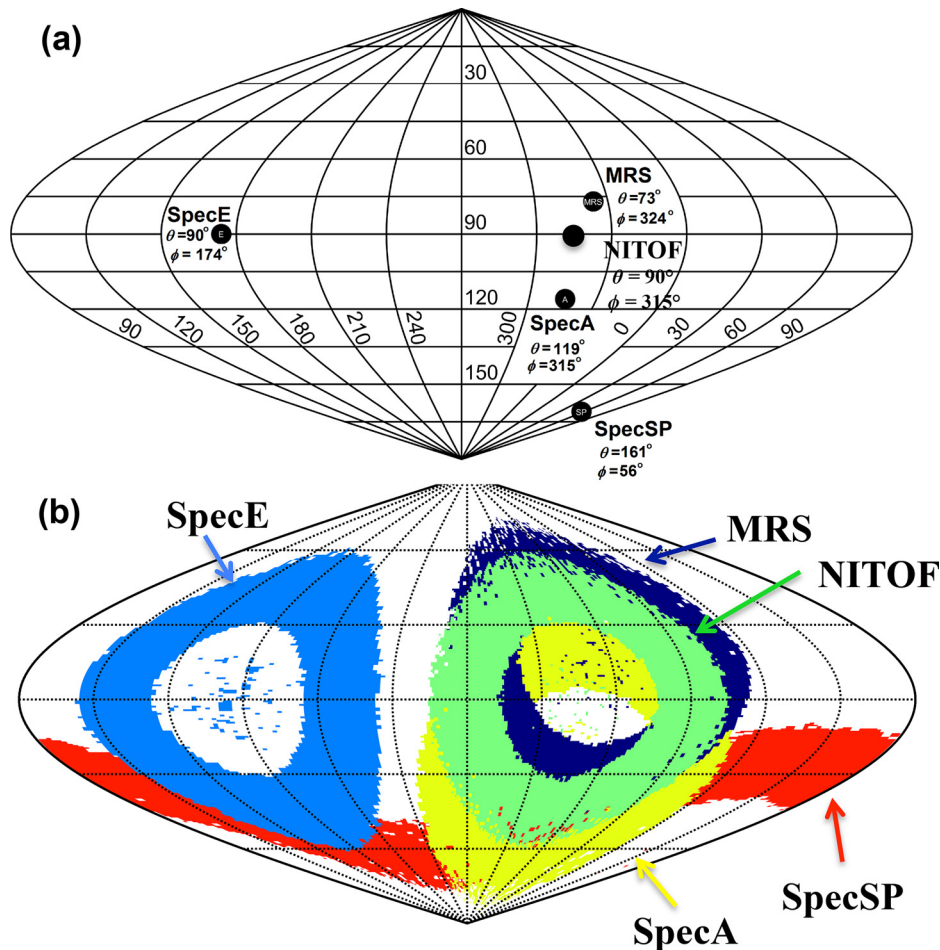 (a)
30
60
MRS
MRS
θ=73°
ϕ=324°
SpecE
E
θ=90°
ϕ= 174°
90
NITOF
θ = 90°
ϕ = 315°
A
120
SpecA
θ=119°
ϕ=315°
90
120
150
180
210
240
300
0
30
60
90
150
SP
SpecSP
θ=161°
ϕ=56°
(b)
SpecE
MRS
NITOF
SpecSP
SpecA